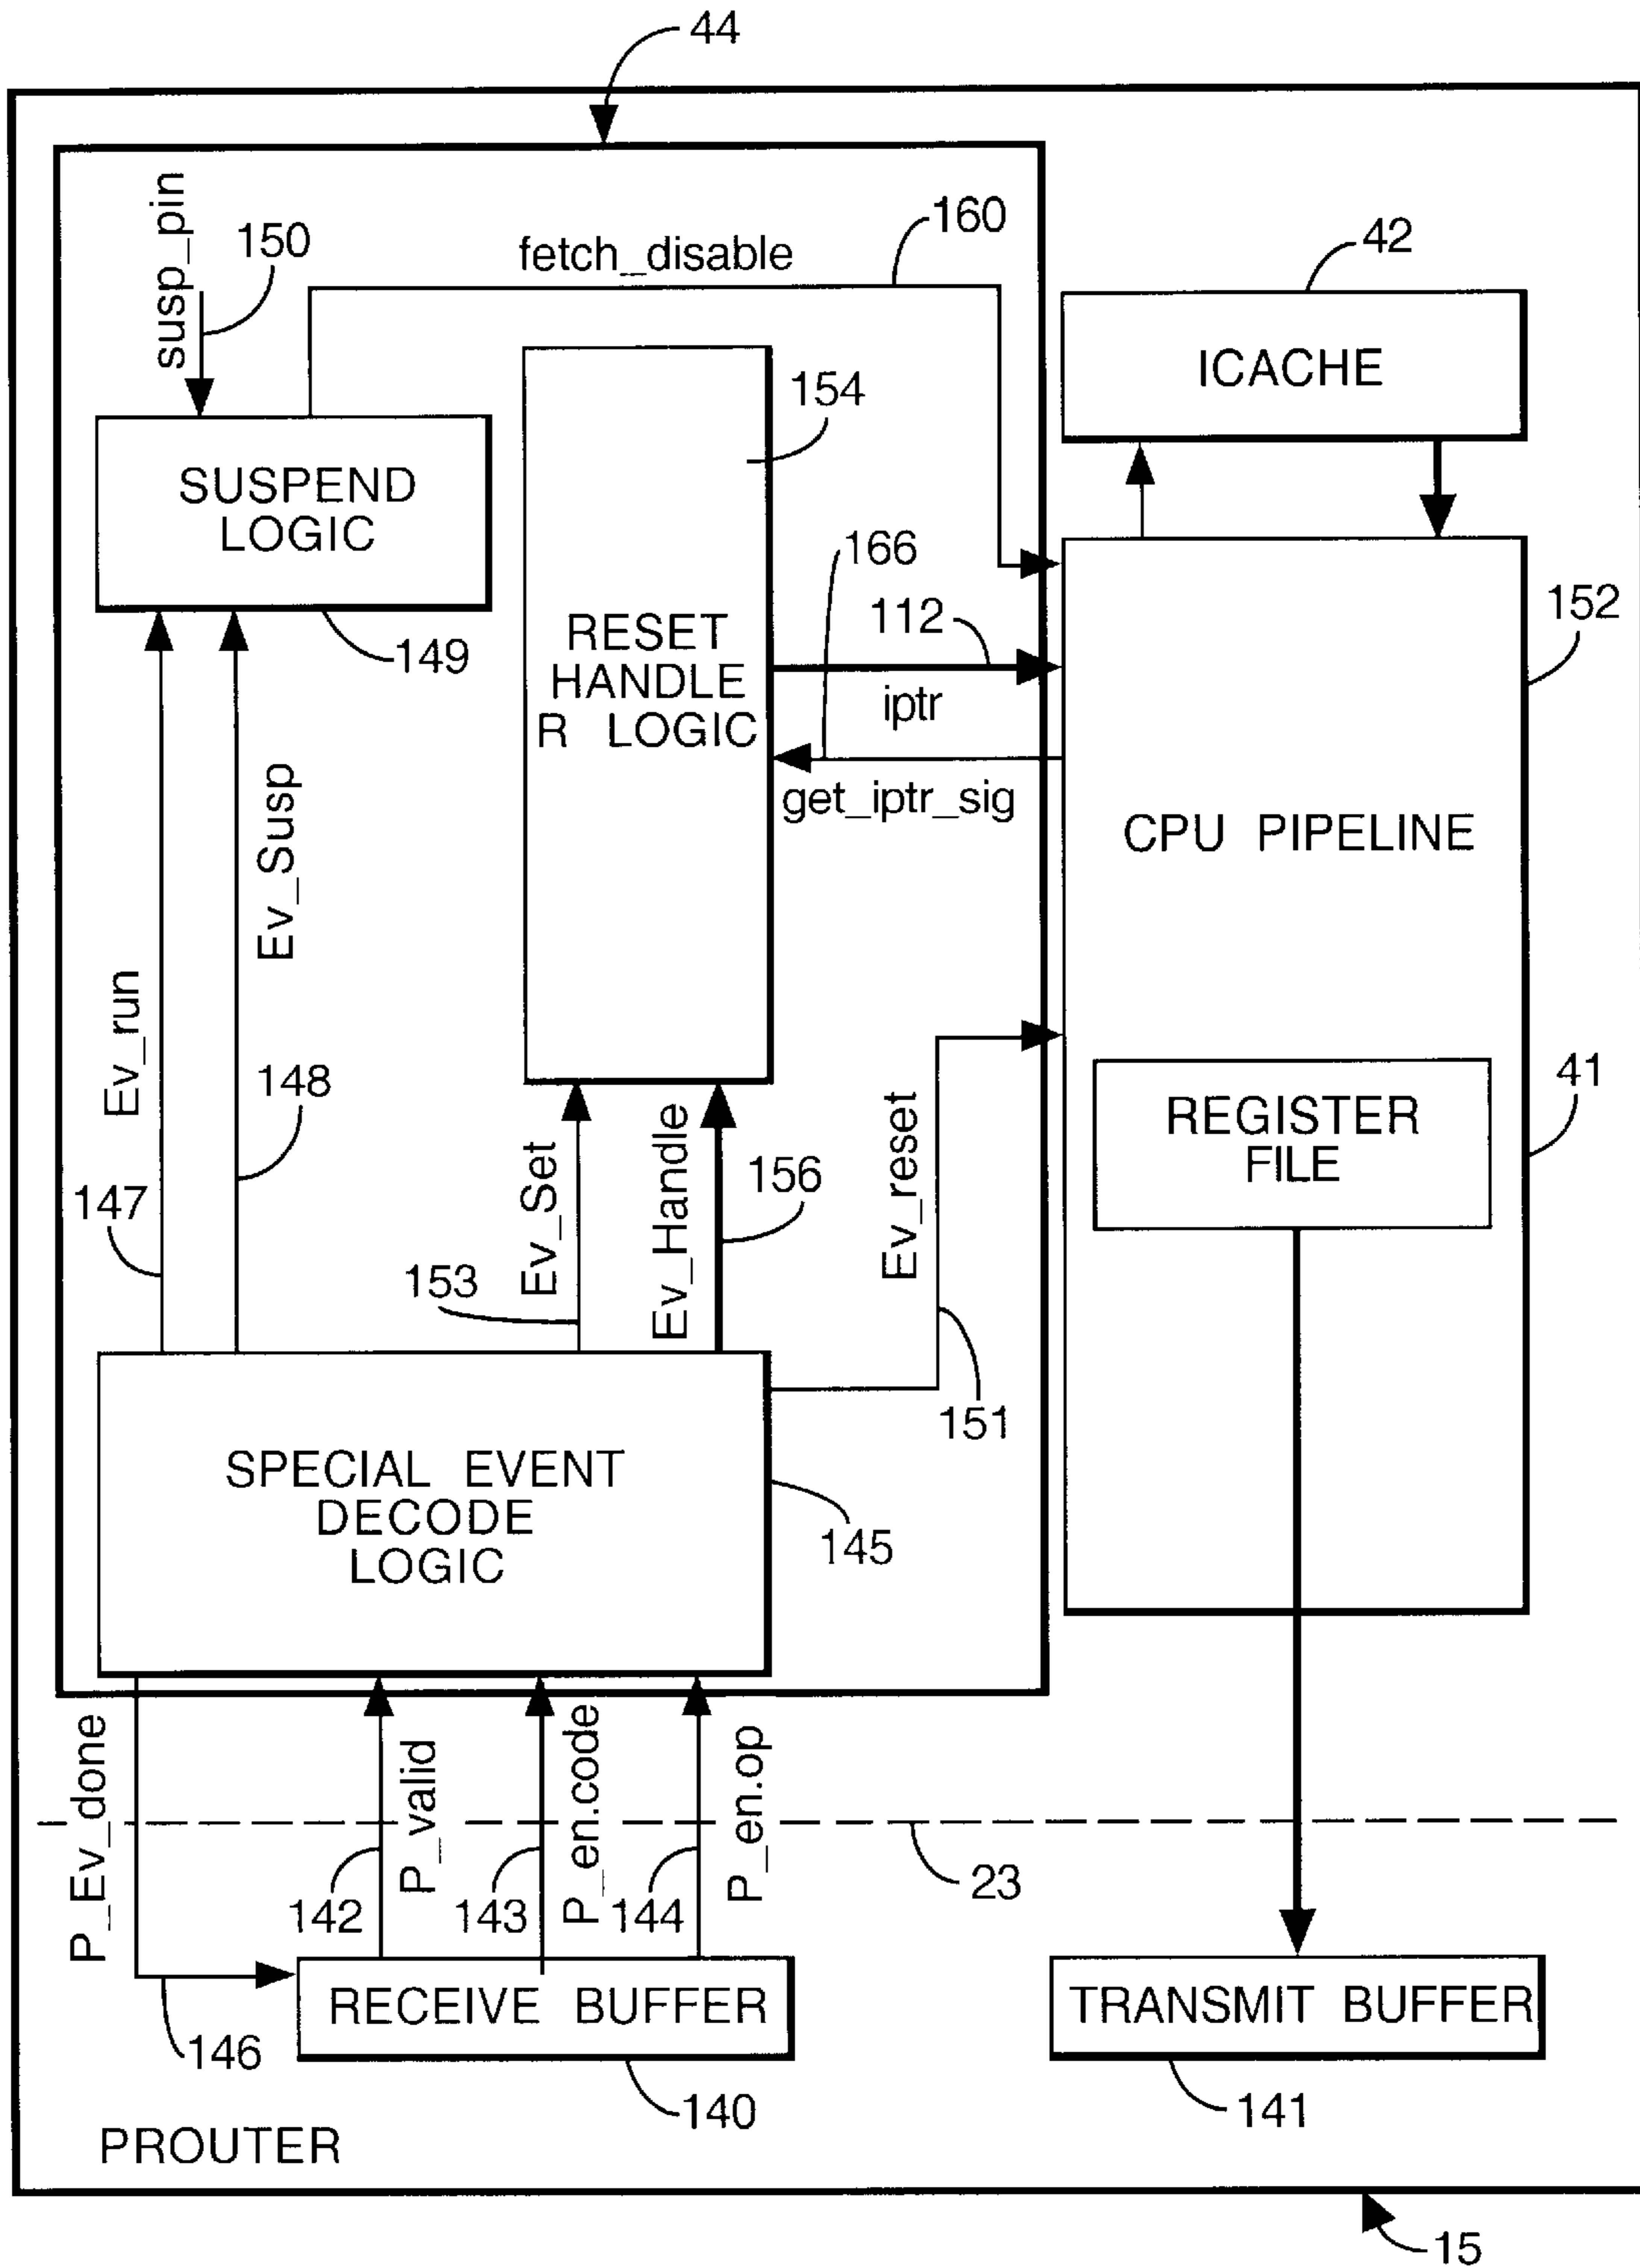 44
susp_pin
150
fetch_disable
160
42
ICACHE
154
SUSPEND
LOGIC
149
166
112
RESET
HANDLE
R LOGIC
iptr
get_iptr_sig
152
CPU PIPELINE
Ev_run
Ev_Susp
148
147
41
REGISTER
FILE
Ev_Set
Ev_Handle
156
Ev_reset
153
151
SPECIAL EVENT
DECODE
LOGIC
145
P_Ev_done
P_valid
P_en.code
P_en.op
142
143
144
23
146
RECEIVE BUFFER
TRANSMIT BUFFER
140
141
PROUTER
15